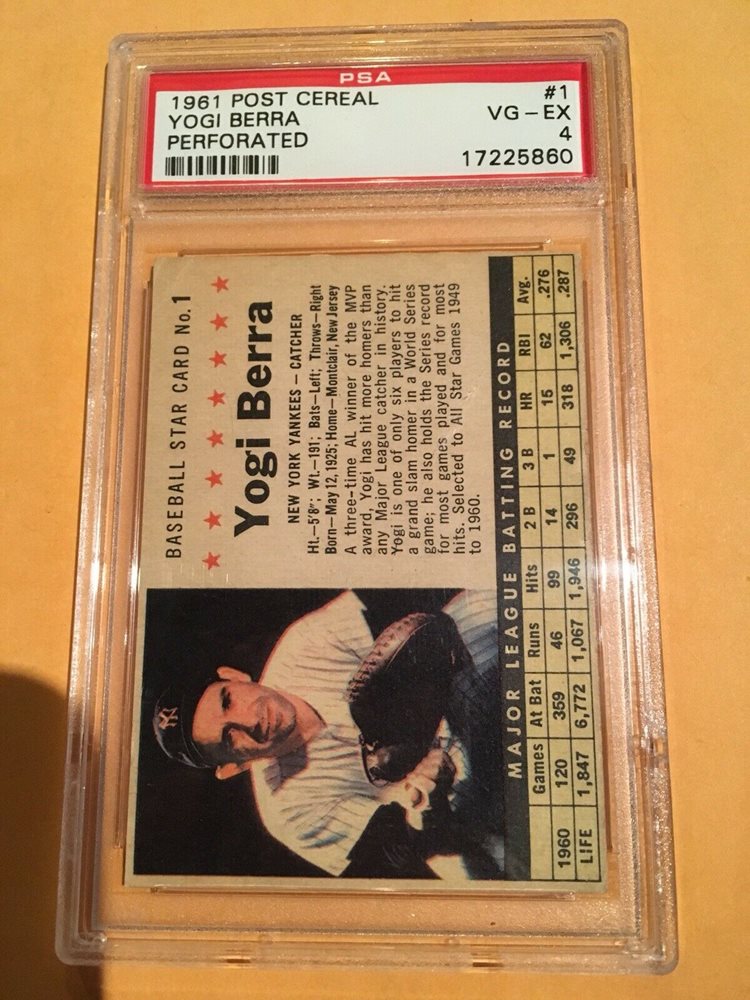 PSA
1961 POST CEREAL #1
YOGI BERRA VG-EX
PERFORATED 4
17225860
BASEBALL STAR CARD No. 1
Yogi Berra
NEW YORK YANKEES – CATCHER
Ht.—5'8"; Wt.—191; Bats—Left; Throws—Right
Born—May 12, 1925; Home—Montclair, New Jersey
A three-time AL winner of the MVP
award, Yogi has hit more homers than
any Major League catcher in history.
Yogi is one of only six players to hit
a grand slam homer in a World Series
game; he also holds the Series record
for most games played and for most
hits. Selected to All Star Games 1949
to 1960.
NY
MAJOR LEAGUE BATTING RECORD
Games At Bat Runs Hits 2 B 3 B HR RBI Avg.
1960 120 359 46 99 14 1 15 62 .276
LIFE 1,847 6,772 1,067 1,946 296 49 318 1,306 .287